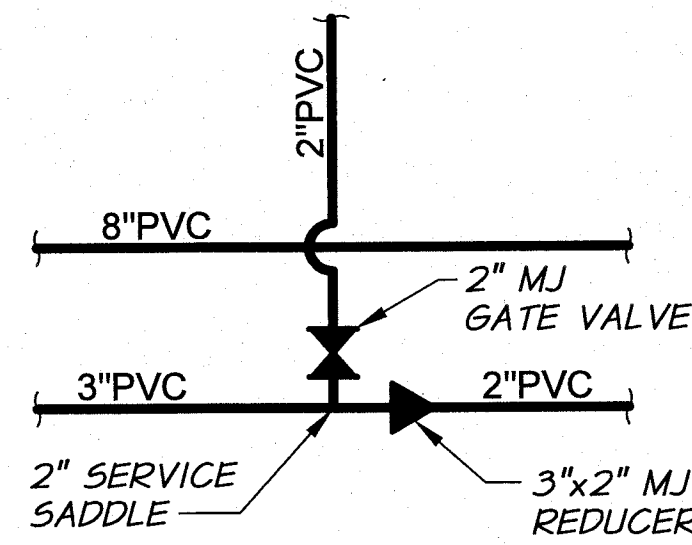 2"PVC
8"PVC
2" MJ
GATE VALVE
3"PVC
2"PVC
2" SERVICE
SADDLE
3"x2" MJ
REDUCER